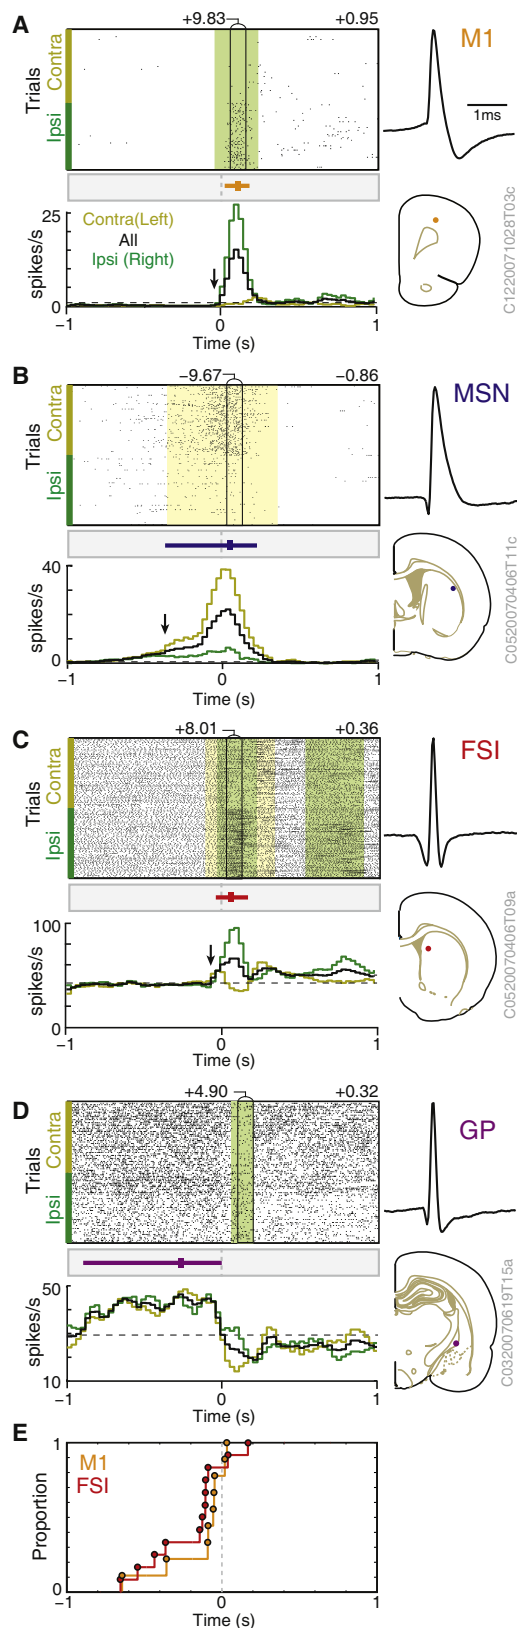 A
+9.83
+0.95
M1
Trials
Contra
Ipsi
1ms
25
Contra(Left)
All
Ipsi (Right)
spikes/s
0
−1
0
1
Time (s)
C1220071028T03c
B
−9.67
−0.86
MSN
Trials
Contra
Ipsi
40
spikes/s
0
−1
0
1
Time (s)
C0520070406T11c
C
+8.01
+0.36
FSI
Trials
Contra
Ipsi
100
spikes/s
0
−1
0
1
Time (s)
C0520070406T09a
D
+4.90
+0.32
GP
Trials
Contra
Ipsi
50
spikes/s
10
−1
0
1
Time (s)
C0320070619T15a
E
1
M1
FSI
Proportion
0
−1
0
1
Time (s)